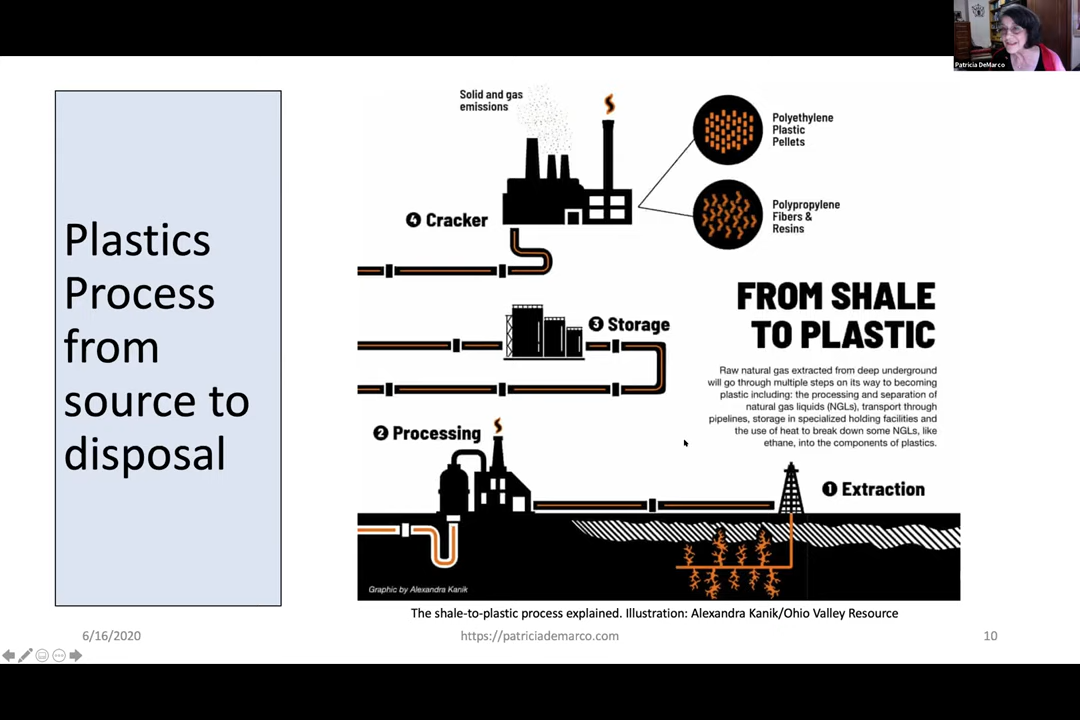 Patricia DeMarco
Plastics
Process
from
source to
disposal
Solid and gas
emissions
Polyethylene
Plastic
Pellets
Polypropylene
Fibers &
Resins
4 Cracker
3 Storage
FROM SHALE
TO PLASTIC
Raw natural gas extracted from deep underground
will go through multiple steps on its way to becoming
plastic including: the processing and separation of
natural gas liquids (NGLs), transport through
pipelines, storage in specialized holding facilities and
the use of heat to break down some NGLs, like
ethane, into the components of plastics.
2 Processing
1 Extraction
Graphic by Alexandra Kanik
The shale-to-plastic process explained. Illustration: Alexandra Kanik/Ohio Valley Resource
6/16/2020
https://patriciademarco.com
10